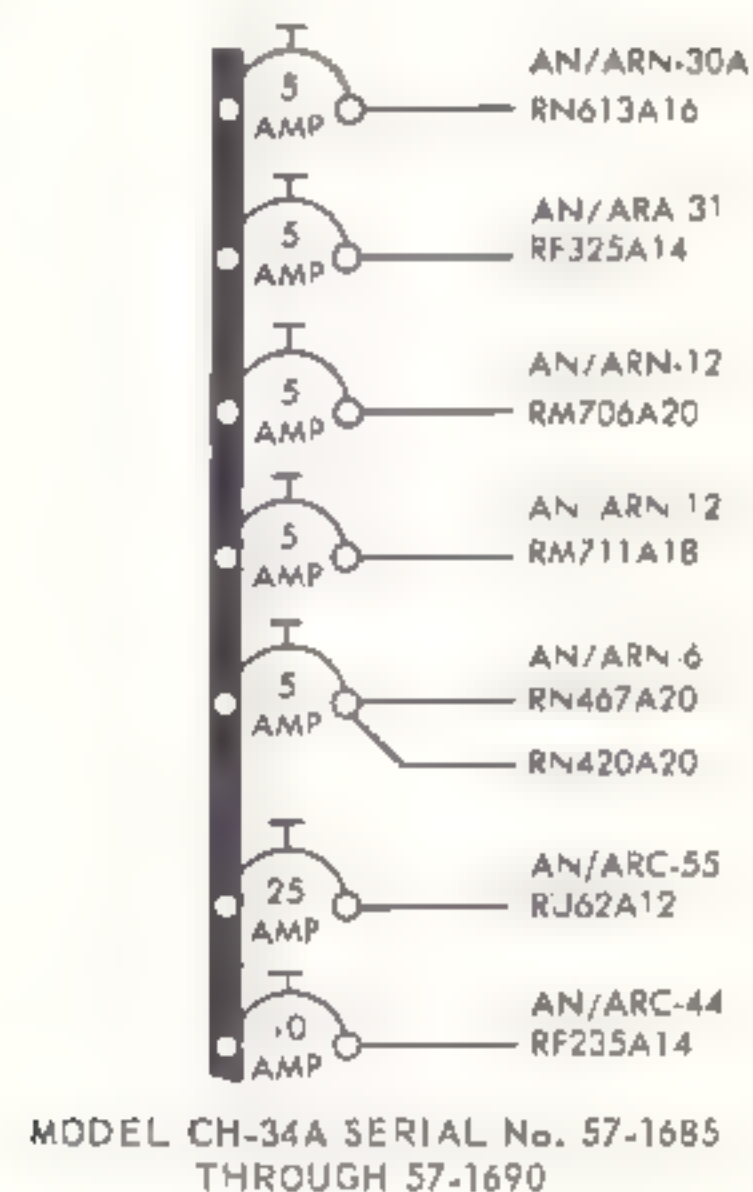 5
AMP
AN/ARN-30A
RN613A16
5
AMP
AN/ARA 31
RF325A14
5
AMP
AN/ARN-12
RM706A20
5
AMP
AN ARN 12
RM711A18
5
AMP
AN/ARN-6
RN467A20
RN420A20
25
AMP
AN/ARC-55
RU62A12
AMP
AN/ARC-44
RF235A14
MODEL CH-34A SERIAL No. 57-1685
THROUGH 57-1690